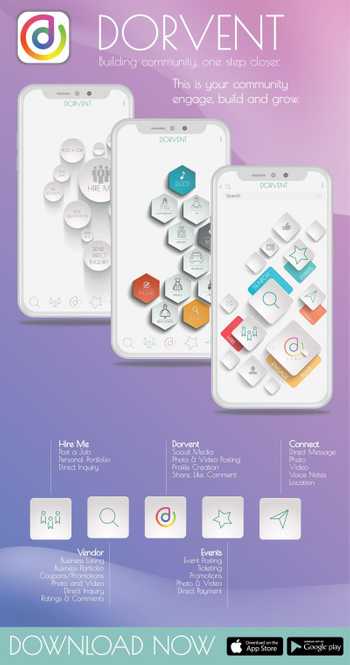 DORVENT
Building community, one step closer.
This is your community
engage, build and grow.
DORVENT
DORVENT
DORVENT
Search
HIRE ME
SEND
DIRECT
INQUIRY
Hire Me
Post a Job
Personal Portfolio
Direct Inquiry
Dorvent
Social Media
Photo & Video Posting
Profile Creation
Share, Like, Comment
Connect
Direct Message
Photo
Video
Voice Notes
Location
Vendor
Business Listing
Business Portfolio
Coupons/Promotions
Photo and Video
Direct Inquiry
Ratings & Comments
Events
Event Posting
Ticketing
Promotions
Photo & Video
Direct Payment
DOWNLOAD NOW
Download on the
App Store
Google play